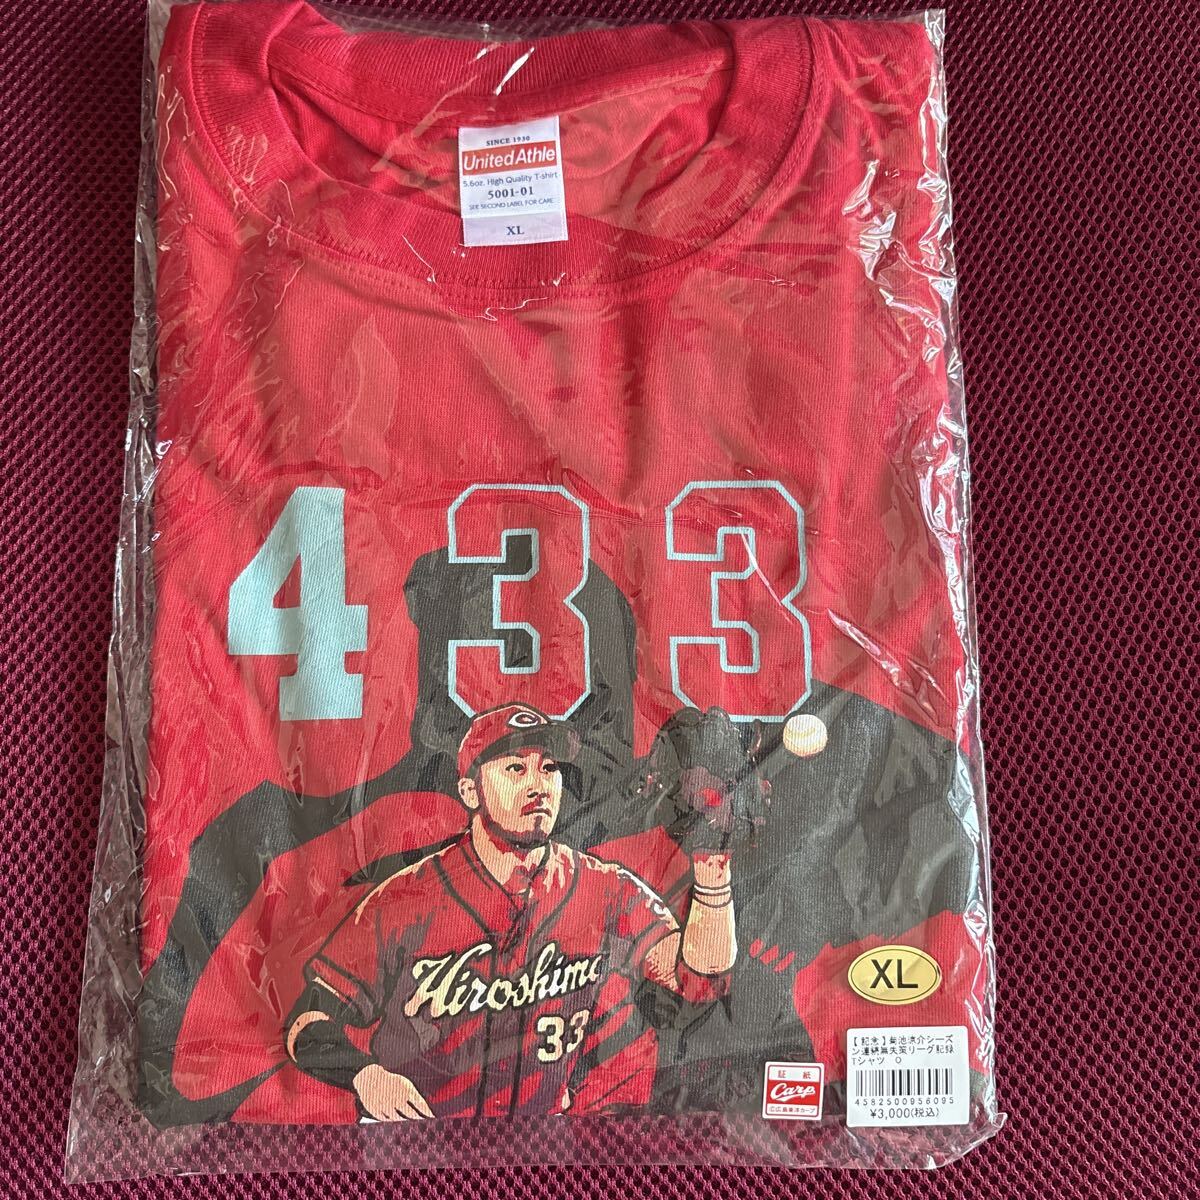 SINCE 1930
United Athle
5.6oz. High Quality T-shirt
5001-01
SEE SECOND LABEL FOR CARE
XL
433
C
Hiroshima
33
XL
証紙
Carp
©広島東洋カープ
【記念】菊池涼介シーズ
ン連続無失策リーグ記録
Tシャツ O
4582500956095
¥3,000(税込)